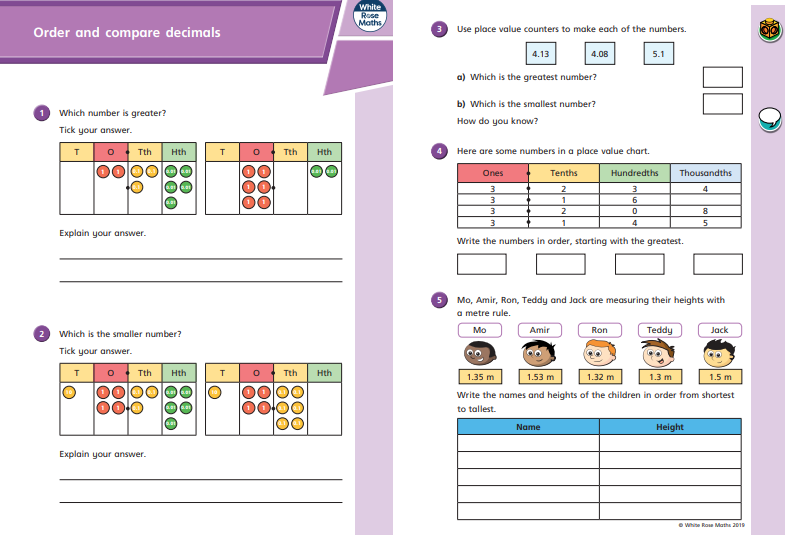 White
Rose
Maths
Order and compare decimals
1 Which number is greater?
Tick your answer.
T O Tth Hth
1 1 0.1 0.1 0.01 0.01
0.1 0.01 0.01
0.01
T O Tth Hth
1 1 0.01 0.01
1 1
1 1
Explain your answer.
2 Which is the smaller number?
Tick your answer.
T O Tth Hth
10 1 1 0.1 0.1 0.01 0.01
1 1 0.1 0.01 0.01
0.01
T O Tth Hth
10 1 1 0.1 0.1
1 1 0.1 0.1
0.1 0.1
Explain your answer.
3 Use place value counters to make each of the numbers.
4.13 4.08 5.1
a) Which is the greatest number?
b) Which is the smallest number?
How do you know?
4 Here are some numbers in a place value chart.
Ones Tenths Hundredths Thousandths
3 2 3 4
3 1 6
3 2 0 8
3 1 4 5
Write the numbers in order, starting with the greatest.
5 Mo, Amir, Ron, Teddy and Jack are measuring their heights with
a metre rule.
Mo Amir Ron Teddy Jack
1.35 m 1.53 m 1.32 m 1.3 m 1.5 m
Write the names and heights of the children in order from shortest
to tallest.
Name Height
© White Rose Maths 2019